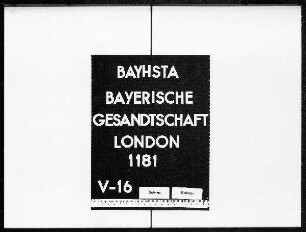 BAYHSTA
BAYERISCHE
GESANDTSCHAFT
LONDON
1181
V-16